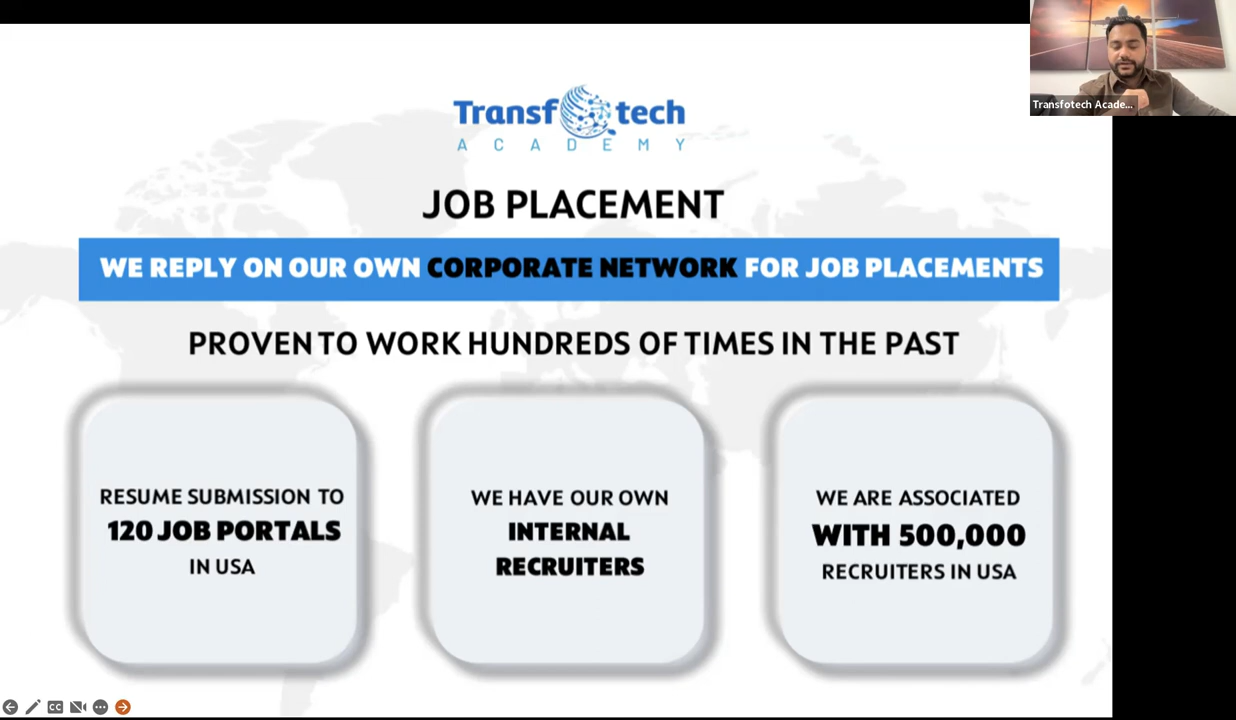 Transfotech
ACADEMY
JOB PLACEMENT
WE REPLY ON OUR OWN CORPORATE NETWORK FOR JOB PLACEMENTS
PROVEN TO WORK HUNDREDS OF TIMES IN THE PAST
RESUME SUBMISSION TO
120 JOB PORTALS
IN USA
WE HAVE OUR OWN
INTERNAL
RECRUITERS
WE ARE ASSOCIATED
WITH 500,000
RECRUITERS IN USA
Transfotech Acade...
CC